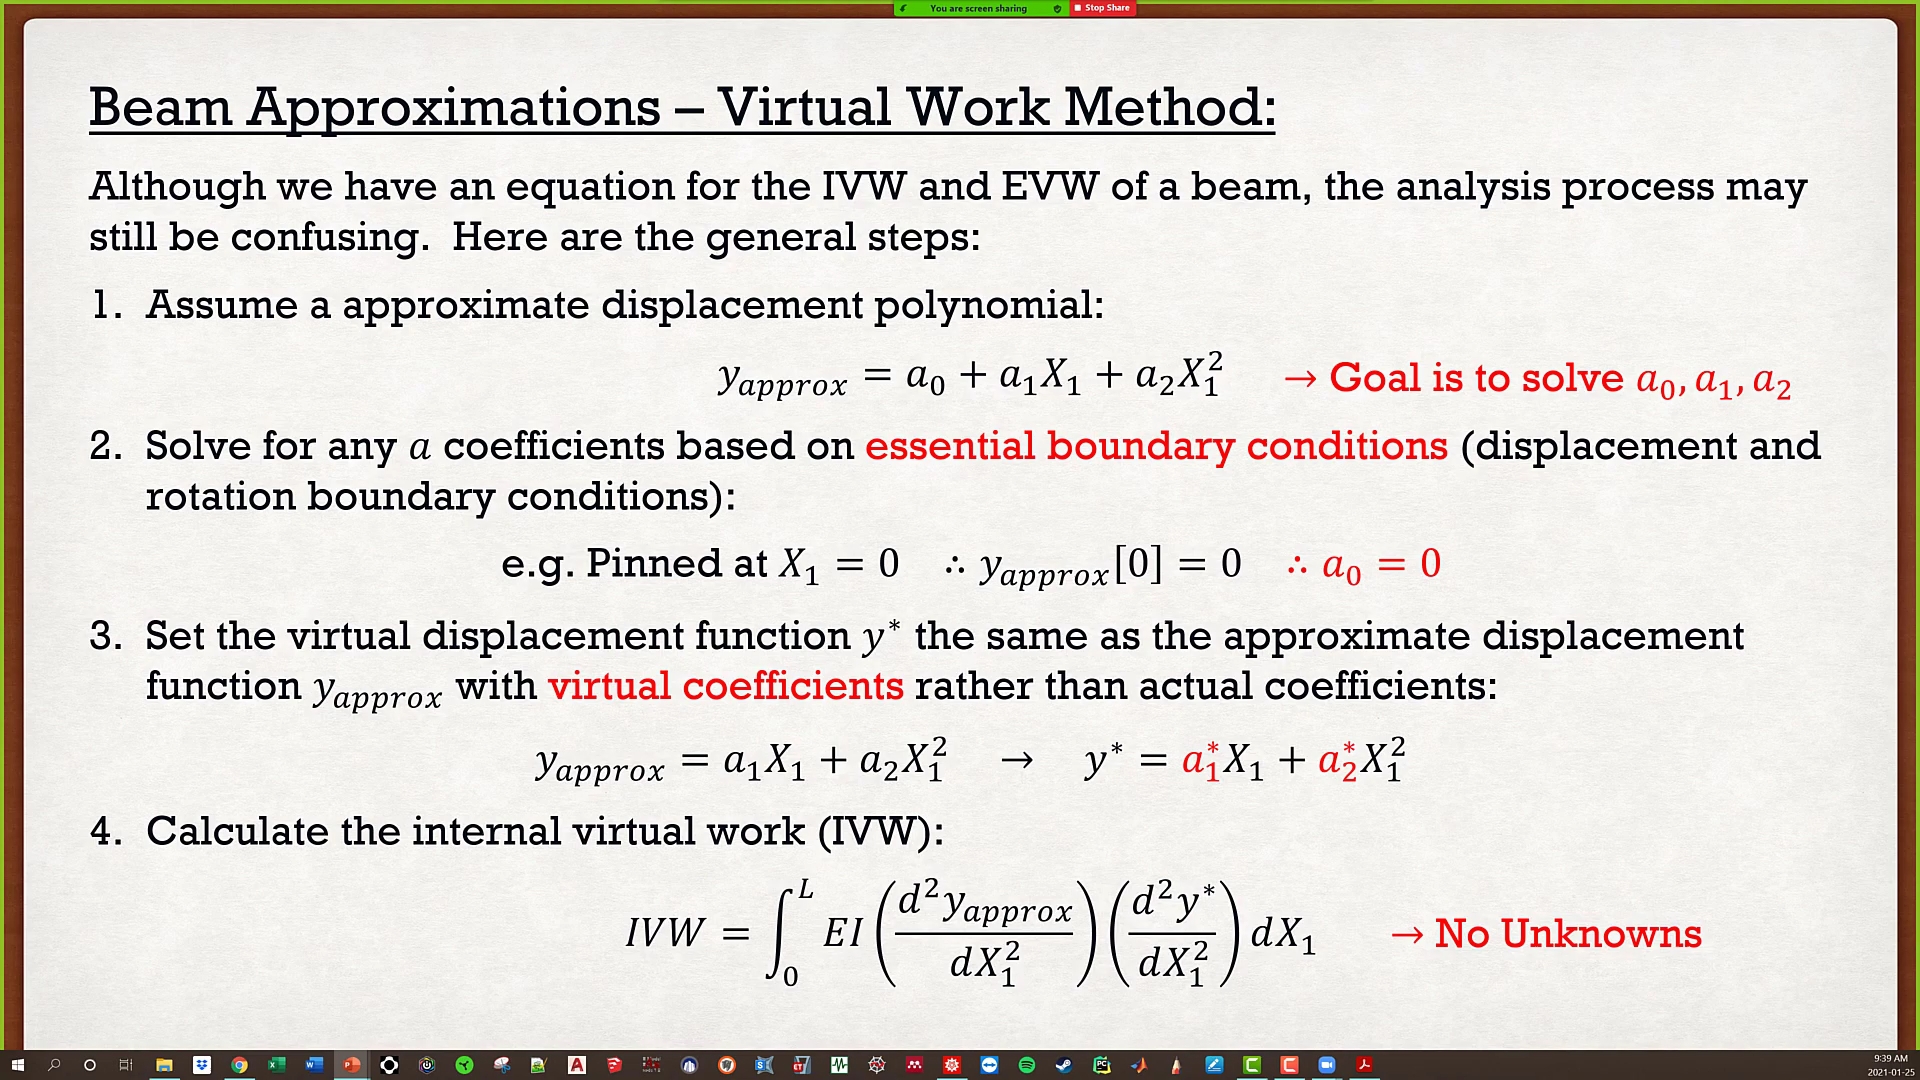 You are screen sharing
Stop Share
Beam Approximations – Virtual Work Method:
Although we have an equation for the IVW and EVW of a beam, the analysis process may
still be confusing. Here are the general steps:
1. Assume a approximate displacement polynomial:
y_approx = a_0 + a_1X_1 + a_2X_1^2 → Goal is to solve a_0, a_1, a_2
2. Solve for any a coefficients based on essential boundary conditions (displacement and
rotation boundary conditions):
e.g. Pinned at X_1 = 0 ∴ y_approx[0] = 0 ∴ a_0 = 0
3. Set the virtual displacement function y* the same as the approximate displacement
function y_approx with virtual coefficients rather than actual coefficients:
y_approx = a_1X_1 + a_2X_1^2 → y* = a_1^*X_1 + a_2^*X_1^2
4. Calculate the internal virtual work (IVW):
IVW = ∫_0^L EI (d^2y_approx/dX_1^2) (d^2y*/dX_1^2) dX_1 → No Unknowns
9:39 AM
2021-01-25